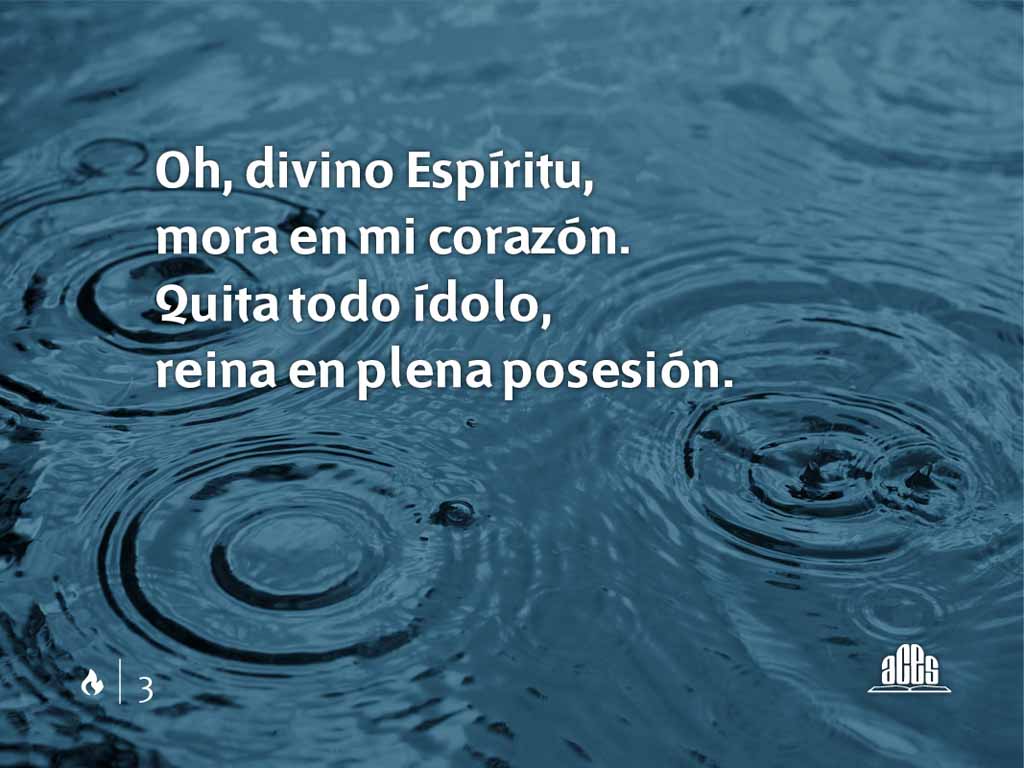 Oh, divino Espíritu,
mora en mi corazón.
Quita todo ídolo,
reina en plena posesión.
3
aces